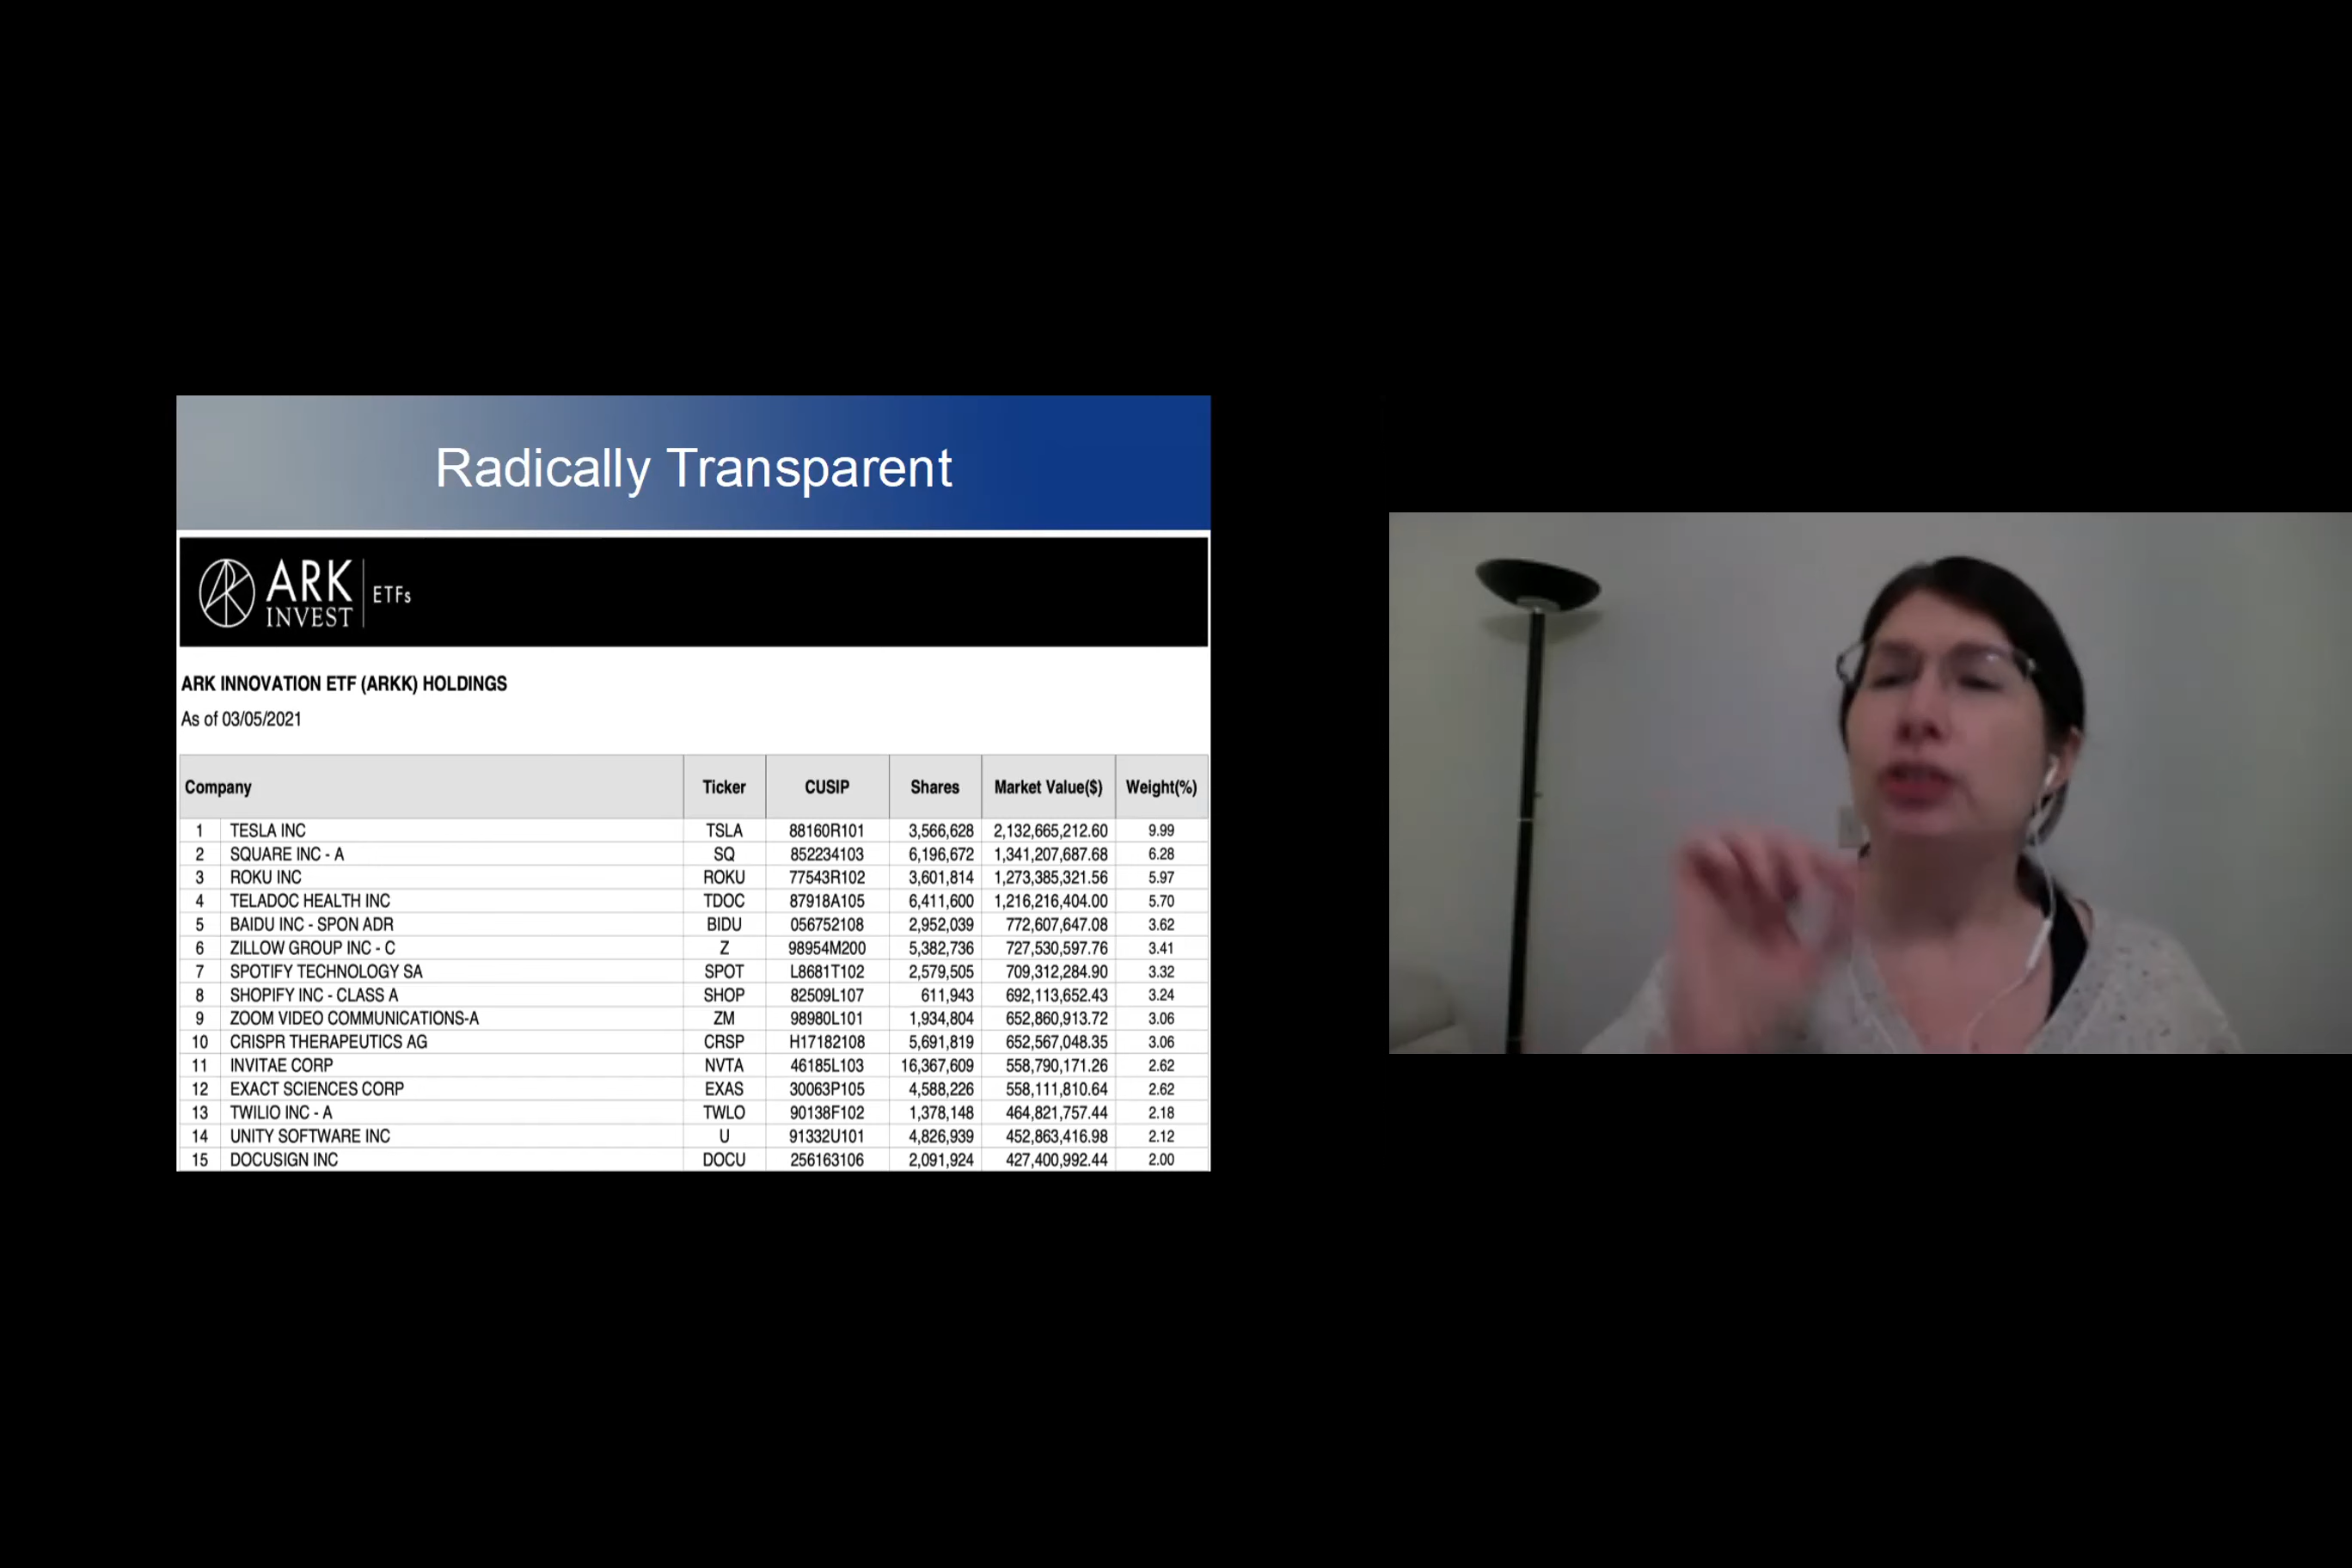 Radically Transparent
ARK INVEST ETFs
ARK INNOVATION ETF (ARKK) HOLDINGS
As of 03/05/2021
Company Ticker CUSIP Shares Market Value($) Weight(%)
1 TESLA INC TSLA 88160R101 3,566,628 2,132,665,212.60 9.99
2 SQUARE INC - A SQ 852234103 6,196,672 1,341,207,687.68 6.28
3 ROKU INC ROKU 77543R102 3,601,814 1,273,385,321.56 5.97
4 TELADOC HEALTH INC TDOC 87918A105 6,411,600 1,216,216,404.00 5.70
5 BAIDU INC - SPON ADR BIDU 056752108 2,952,039 772,607,647.08 3.62
6 ZILLOW GROUP INC - C Z 98954M200 5,382,736 727,530,597.76 3.41
7 SPOTIFY TECHNOLOGY SA SPOT L8681T102 2,579,505 709,312,284.90 3.32
8 SHOPIFY INC - CLASS A SHOP 82509L107 611,943 692,113,652.43 3.24
9 ZOOM VIDEO COMMUNICATIONS-A ZM 98980L101 1,934,804 652,860,913.72 3.06
10 CRISPR THERAPEUTICS AG CRSP H17182108 5,691,819 652,567,048.35 3.06
11 INVITAE CORP NVTA 46185L103 16,367,609 558,790,171.26 2.62
12 EXACT SCIENCES CORP EXAS 30063P105 4,588,226 558,111,810.64 2.62
13 TWILIO INC - A TWLO 90138F102 1,378,148 464,821,757.44 2.18
14 UNITY SOFTWARE INC U 91332U101 4,826,939 452,863,416.98 2.12
15 DOCUSIGN INC DOCU 256163106 2,091,924 427,400,992.44 2.00